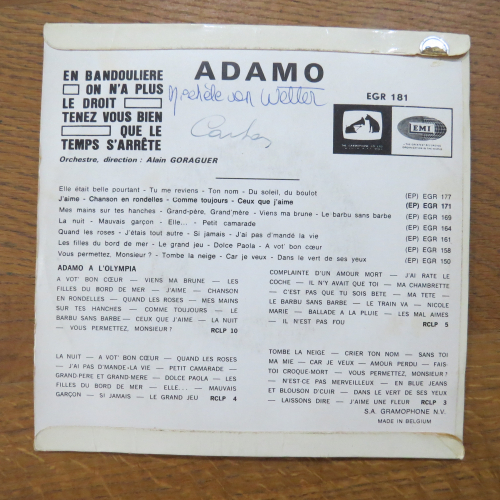 EN BANDOULIERE
ON N'A PLUS
LE DROIT
TENEZ VOUS BIEN
QUE LE
TEMPS S'ARRÊTE
Orchestre, direction : Alain GORAGUER
ADAMO
van Wetter
EGR 181
EMI
Elle était belle pourtant - Tu me reviens - Ton nom - Du soleil, du boulot (EP) EGR 177
J'aime - Chanson en rondelles - Comme toujours - Ceux que j'aime (EP) EGR 171
Mes mains sur tes hanches - Grand-père, Grand'mère - Viens ma brune - Le barbu sans barbe (EP) EGR 169
La nuit - Mauvais garçon - Elle... - Petit camarade (EP) EGR 164
Quand les roses - J'étais tout autre - Si jamais - J'ai pas d'mandé la vie (EP) EGR 161
Les filles du bord de mer - Le grand jeu - Dolce Paola - A vot' bon cœur (EP) EGR 158
Vous permettez, Monsieur ? - Tombe la neige - Car je veux - Dans le vert de ses yeux (EP) EGR 150
ADAMO A L'OLYMPIA
A VOT' BON CŒUR — VIENS MA BRUNE — LES
FILLES DU BORD DE MER — J'AIME — CHANSON
EN RONDELLES — QUAND LES ROSES — MES MAINS
SUR TES HANCHES — COMME TOUJOURS — LE
BARBU SANS BARBE — CEUX QUE J'AIME — LA NUIT
— VOUS PERMETTEZ, MONSIEUR ? RCLP 10
COMPLAINTE D'UN AMOUR MORT — J'AI RATE LE
COCHE — IL N'Y AVAIT QUE TOI — MA CHAMBRETTE
— C'EST PAS QUE TU SOIS BETE — MA TETE —
LE BARBU SANS BARBE — LE TRAIN VA — NICOLE
MARIE — BALLADE A LA PLUIE — LES MAL AIMES
— IL N'EST PAS FOU RCLP 5
LA NUIT — A VOT' BON CŒUR — QUAND LES ROSES
— J'AI PAS D'MANDE-LA VIE — PETIT CAMARADE —
GRAND-PERE ET GRAND-MERE — DOLCE PAOLA — LES
FILLES DU BORD DE MER — ELLE... — MAUVAIS
GARÇON — SI JAMAIS — LE GRAND JEU RCLP 4
TOMBE LA NEIGE — CRIER TON NOM — SANS TOI
MA MIE — CAR JE VEUX — AMOUR PERDU — FAIS-
TOI CROQUE-MORT — VOUS PERMETTEZ, MONSIEUR?
— N'EST-CE PAS MERVEILLEUX — EN BLUE JEANS
ET BLOUSON D'CUIR — DANS LE VERT DE SES YEUX
— LAISSONS DIRE — J'AIME UNE FLEUR RCLP 3
S.A. GRAMOPHONE N.V.
MADE IN BELGIUM